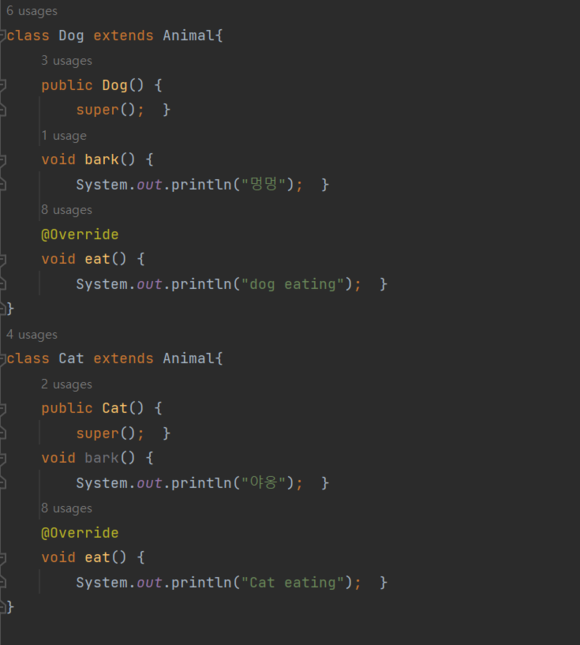 6 usages
class Dog extends Animal{
3 usages
public Dog() {
super();  }
1 usage
void bark() {
System.out.println("멍멍");  }
8 usages
@Override
void eat() {
System.out.println("dog eating");  }
}
4 usages
class Cat extends Animal{
2 usages
public Cat() {
super();  }
void bark() {
System.out.println("야옹");  }
8 usages
@Override
void eat() {
System.out.println("Cat eating");  }
}